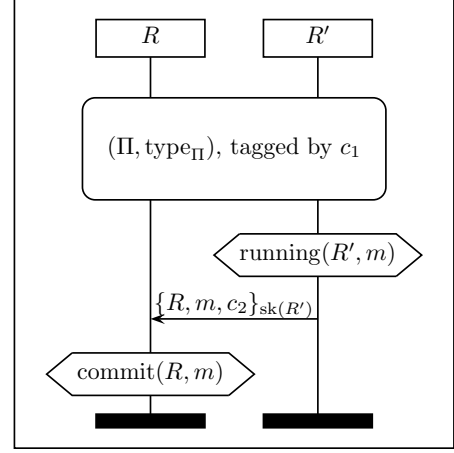 R R′
(Π, type_Π), tagged by c₁
running(R′, m)
{R, m, c₂}_sk(R′)
commit(R, m)